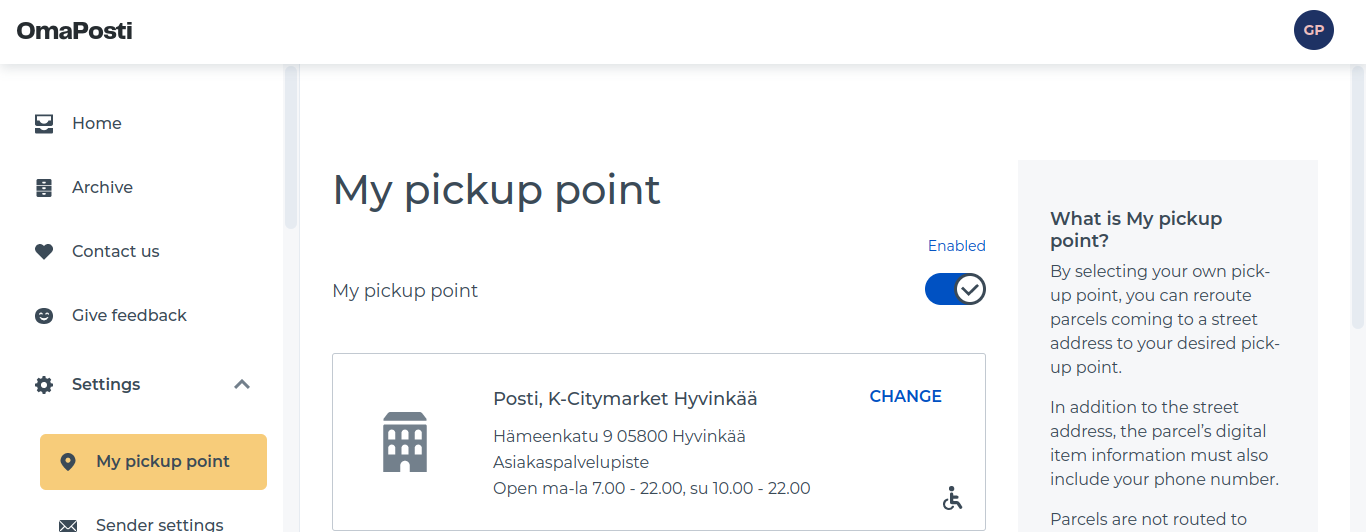 OmaPosti
GP
Home
Archive
Contact us
Give feedback
Settings
My pickup point
Sender settings
My pickup point
Enabled
My pickup point
Posti, K-Citymarket Hyvinkää
CHANGE
Hämeenkatu 9 05800 Hyvinkää
Asiakaspalvelupiste
Open ma-la 7.00 - 22.00, su 10.00 - 22.00
What is My pickup
point?
By selecting your own pick-
up point, you can reroute
parcels coming to a street
address to your desired pick-
up point.
In addition to the street
address, the parcel’s digital
item information must also
include your phone number.
Parcels are not routed to